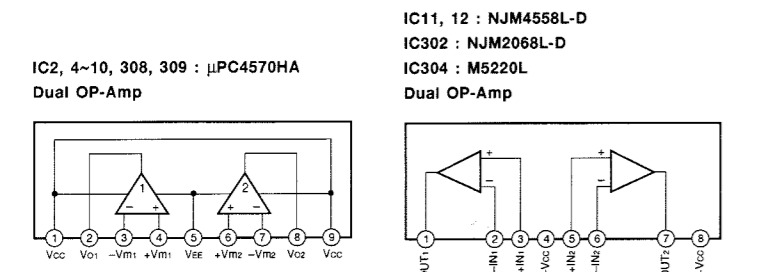 IC2, 4~10, 308, 309 : µPC4570HA
Dual OP-Amp
1 2
− + + −
1 2 3 4 5 6 7 8 9
Vcc Vo1 −Vm1 +Vm1 VEE +Vm2 −Vm2 Vo2 Vcc
IC11, 12 : NJM4558L-D
IC302 : NJM2068L-D
IC304 : M5220L
Dual OP-Amp
+ +
− −
1 2 3 4 5 6 7 8
−IN1 +IN1 -Vcc +IN2 −IN2